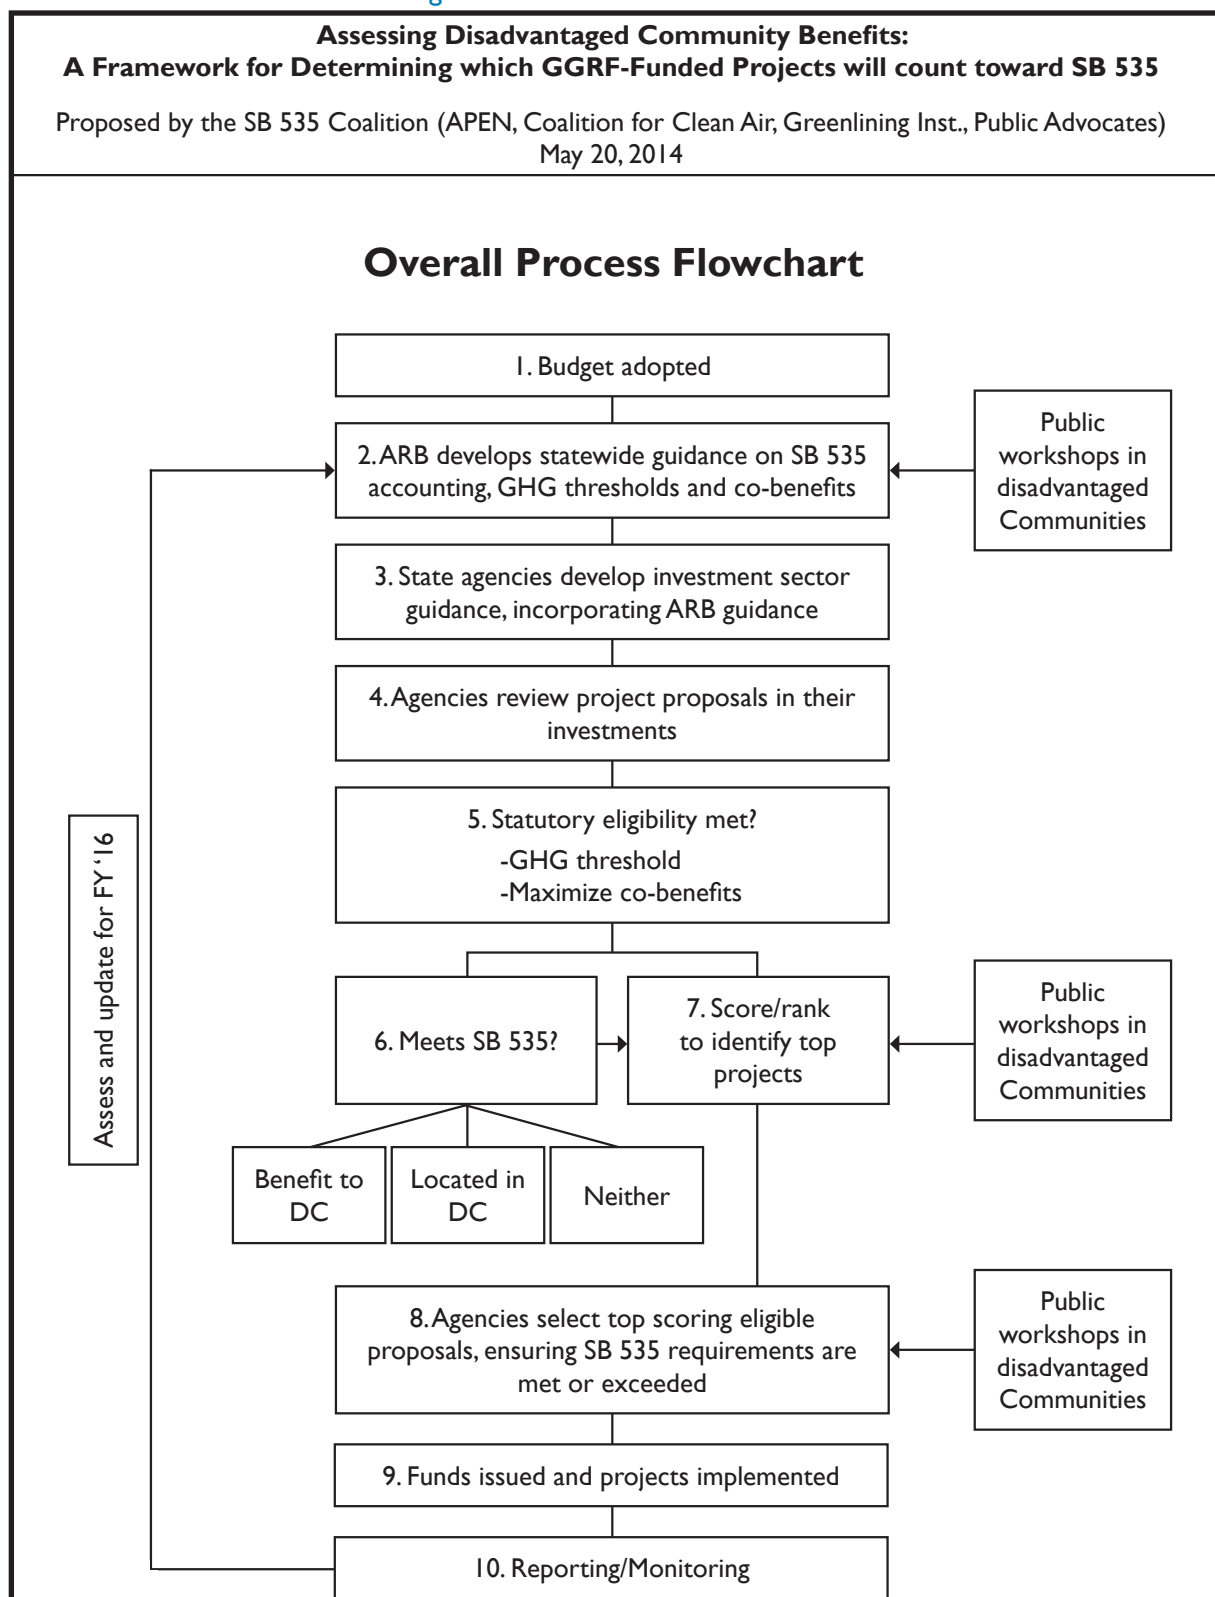 Assessing Disadvantaged Community Benefits:
A Framework for Determining which GGRF-Funded Projects will count toward SB 535
Proposed by the SB 535 Coalition (APEN, Coalition for Clean Air, Greenlining Inst., Public Advocates)
May 20, 2014
Overall Process Flowchart
1. Budget adopted
2. ARB develops statewide guidance on SB 535
accounting, GHG thresholds and co-benefits
Public
workshops in
disadvantaged
Communities
3. State agencies develop investment sector
guidance, incorporating ARB guidance
4. Agencies review project proposals in their
investments
5. Statutory eligibility met?
-GHG threshold
-Maximize co-benefits
Assess and update for FY ‘16
6. Meets SB 535?
7. Score/rank
to identify top
projects
Public
workshops in
disadvantaged
Communities
Benefit to
DC
Located in
DC
Neither
8. Agencies select top scoring eligible
proposals, ensuring SB 535 requirements are
met or exceeded
Public
workshops in
disadvantaged
Communities
9. Funds issued and projects implemented
10. Reporting/Monitoring